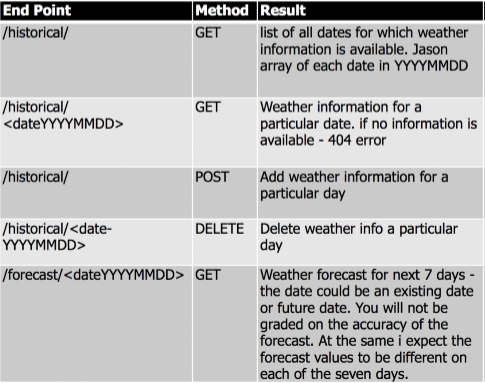 End Point Method Result
/historical/ GET list of all dates for which weather
information is available. Jason
array of each date in YYYYMMDD
/historical/ GET Weather information for a
<dateYYYYMMDD> particular date. if no information is
available - 404 error
/historical/ POST Add weather information for a
particular day
/historical/<date- DELETE Delete weather info a particular
YYYYMMDD> day
/forecast/<dateYYYYMMDD> GET Weather forecast for next 7 days -
the date could be an existing date
or future date. You will not be
graded on the accuracy of the
forecast. At the same i expect the
forecast values to be different on
each of the seven days.